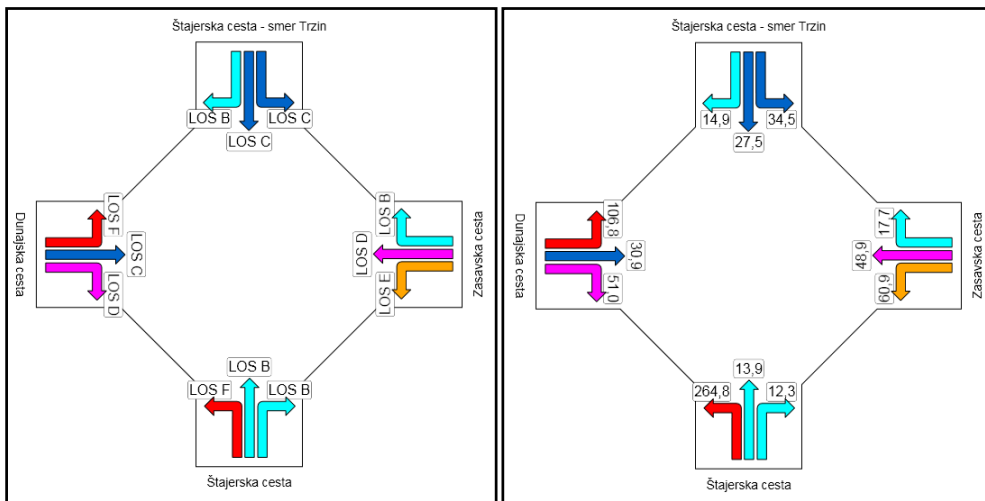 Štajerska cesta - smer Trzin
LOS B
LOS C
LOS C
Dunajska cesta
LOS F
LOS C
LOS D
LOS B
LOS D
LOS E
Zasavska cesta
LOS F
LOS B
LOS B
Štajerska cesta
Štajerska cesta - smer Trzin
14,9
27,5
34,5
Dunajska cesta
106,8
30,9
51,0
17,7
48,9
60,9
Zasavska cesta
264,8
13,9
12,3
Štajerska cesta